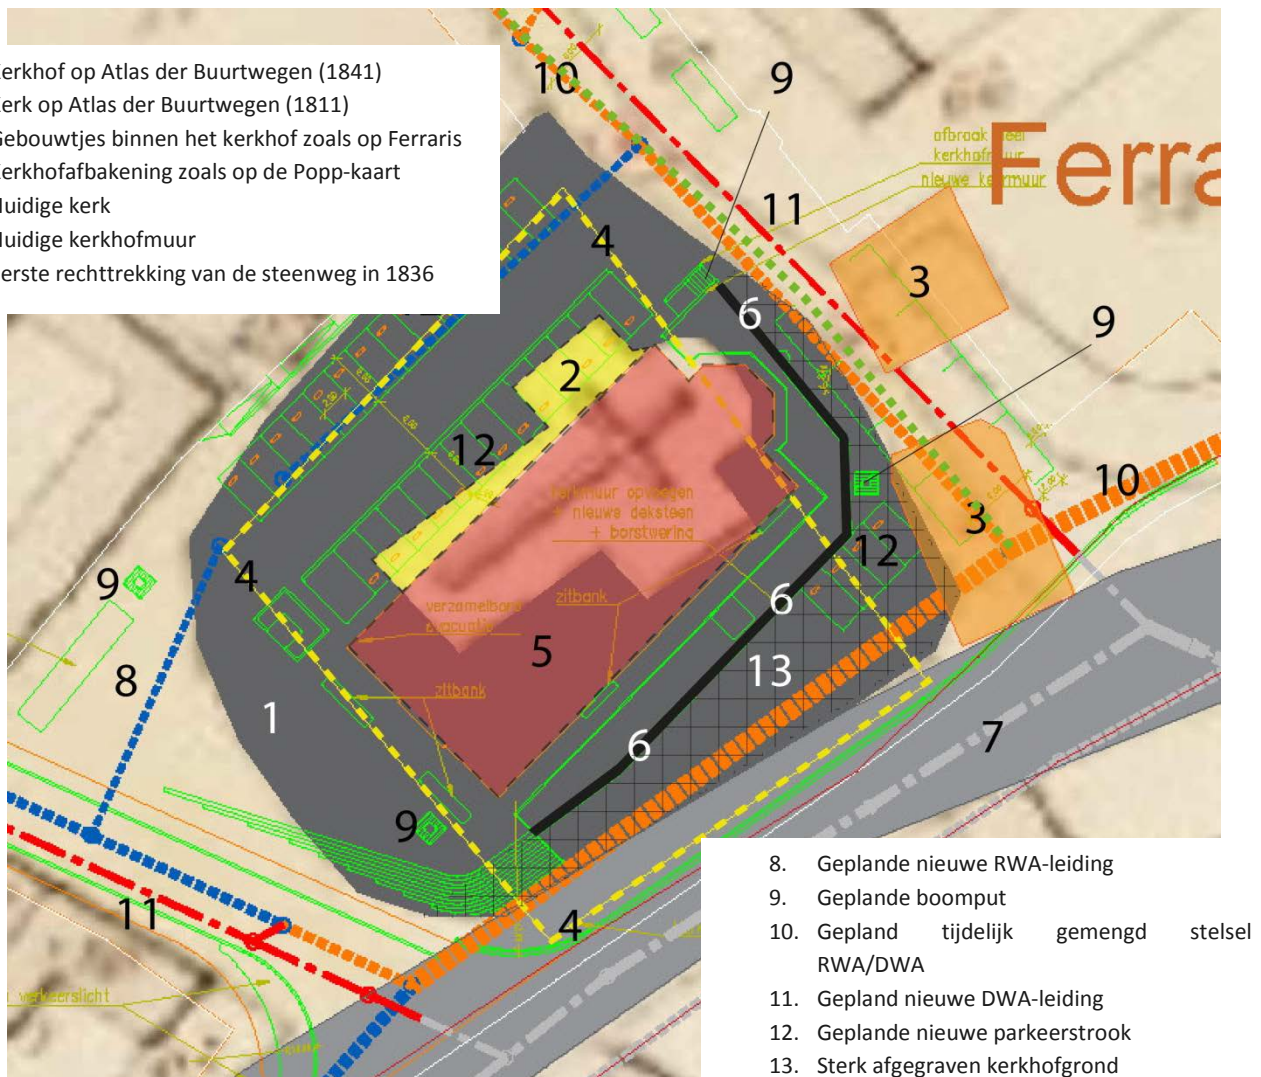 erkhof op Atlas der Buurtwegen (1841)
erk op Atlas der Buurtwegen (1811)
ebouwtjes binnen het kerkhof zoals op Ferraris
erkhofafbakening zoals op de Popp-kaart
uidige kerk
uidige kerkhofmuur
erste rechttrekking van de steenweg in 1836
10
9
afbraak
kerkhofmuur
nieuwe keermuur
Ferra
11
4
3
6
9
2
12
10
keermuur opvoegen
+ nieuwe deksteen
+ borstwering
3
12
4
9
zitbank
verzamelbord
evacuatie
6
5
13
8
zitbank
1
7
6
9
4
11
verkeerslicht
8. Geplande nieuwe RWA-leiding
9. Geplande boomput
10. Gepland tijdelijk gemengd stelsel
RWA/DWA
11. Gepland nieuwe DWA-leiding
12. Geplande nieuwe parkeerstrook
13. Sterk afgegraven kerkhofgrond